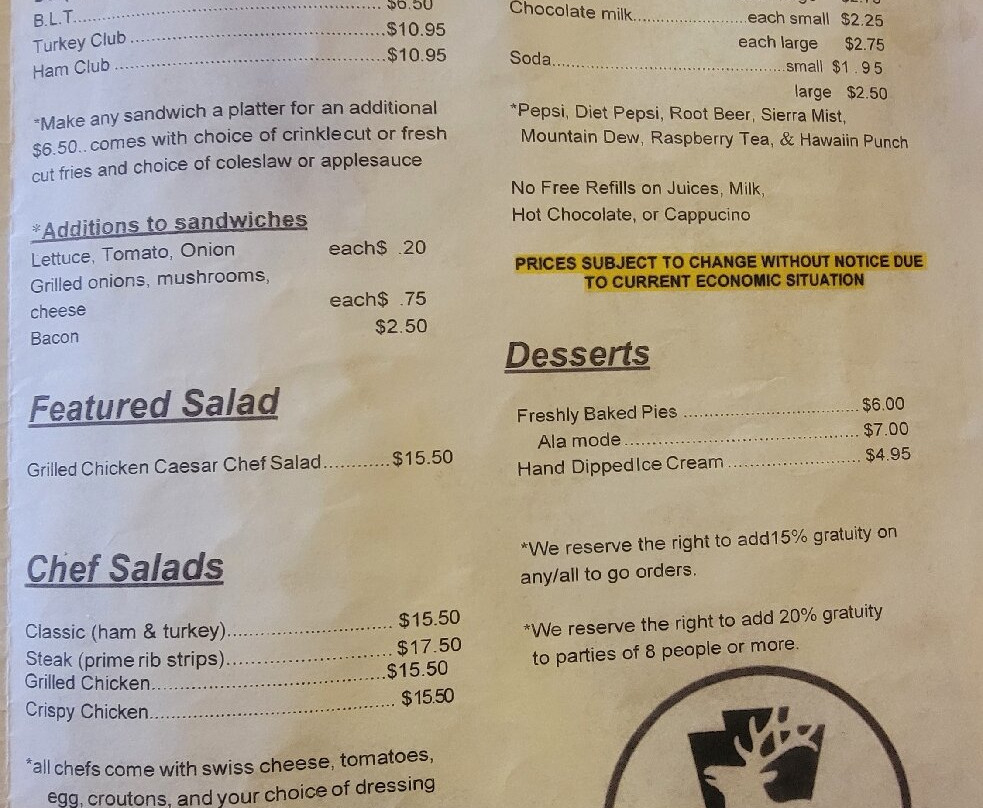 B.L.T. $6.50
Turkey Club $10.95
Ham Club $10.95
*Make any sandwich a platter for an additional
$6.50.. comes with choice of crinklecut or fresh
cut fries and choice of coleslaw or applesauce
*Additions to sandwiches
Lettuce, Tomato, Onion each$ .20
Grilled onions, mushrooms,
cheese each$ .75
Bacon $2.50
Featured Salad
Grilled Chicken Caesar Chef Salad...........$15.50
Chef Salads
Classic (ham & turkey) $15.50
Steak (prime rib strips) $17.50
Grilled Chicken $15.50
Crispy Chicken $15.50
*all chefs come with swiss cheese, tomatoes,
egg, croutons, and your choice of dressing
Chocolate milk each small $2.25
each large $2.75
Soda small $1.95
large $2.50
*Pepsi, Diet Pepsi, Root Beer, Sierra Mist,
Mountain Dew, Raspberry Tea, & Hawaiin Punch
No Free Refills on Juices, Milk,
Hot Chocolate, or Cappucino
PRICES SUBJECT TO CHANGE WITHOUT NOTICE DUE
TO CURRENT ECONOMIC SITUATION
Desserts
Freshly Baked Pies $6.00
Ala mode $7.00
Hand DippedIce Cream $4.95
*We reserve the right to add15% gratuity on
any/all to go orders.
*We reserve the right to add 20% gratuity
to parties of 8 people or more.